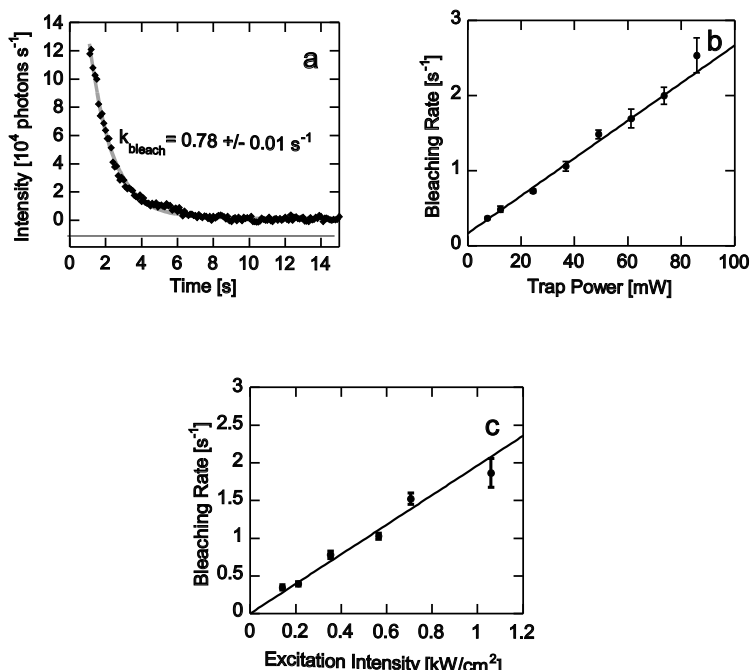 a
Intensity [10⁴ photons s⁻¹]
14
12
10
8
6
4
2
0
k_bleach = 0.78 +/- 0.01 s⁻¹
0 2 4 6 8 10 12 14
Time [s]
b
Bleaching Rate [s⁻¹]
3
2
1
0
0 20 40 60 80 100
Trap Power [mW]
c
Bleaching Rate [s⁻¹]
3
2.5
2
1.5
1
0.5
0
0 0.2 0.4 0.6 0.8 1 1.2
Excitation Intensity [kW/cm²]